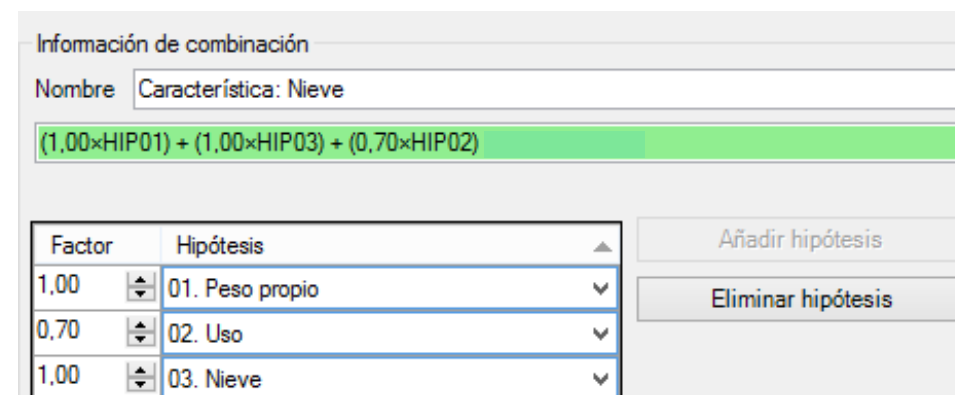 Información de combinación
Nombre Característica: Nieve
(1,00×HIP01) + (1,00×HIP03) + (0,70×HIP02)
Factor Hipótesis Añadir hipótesis
1,00 01. Peso propio Eliminar hipótesis
0,70 02. Uso
1,00 03. Nieve